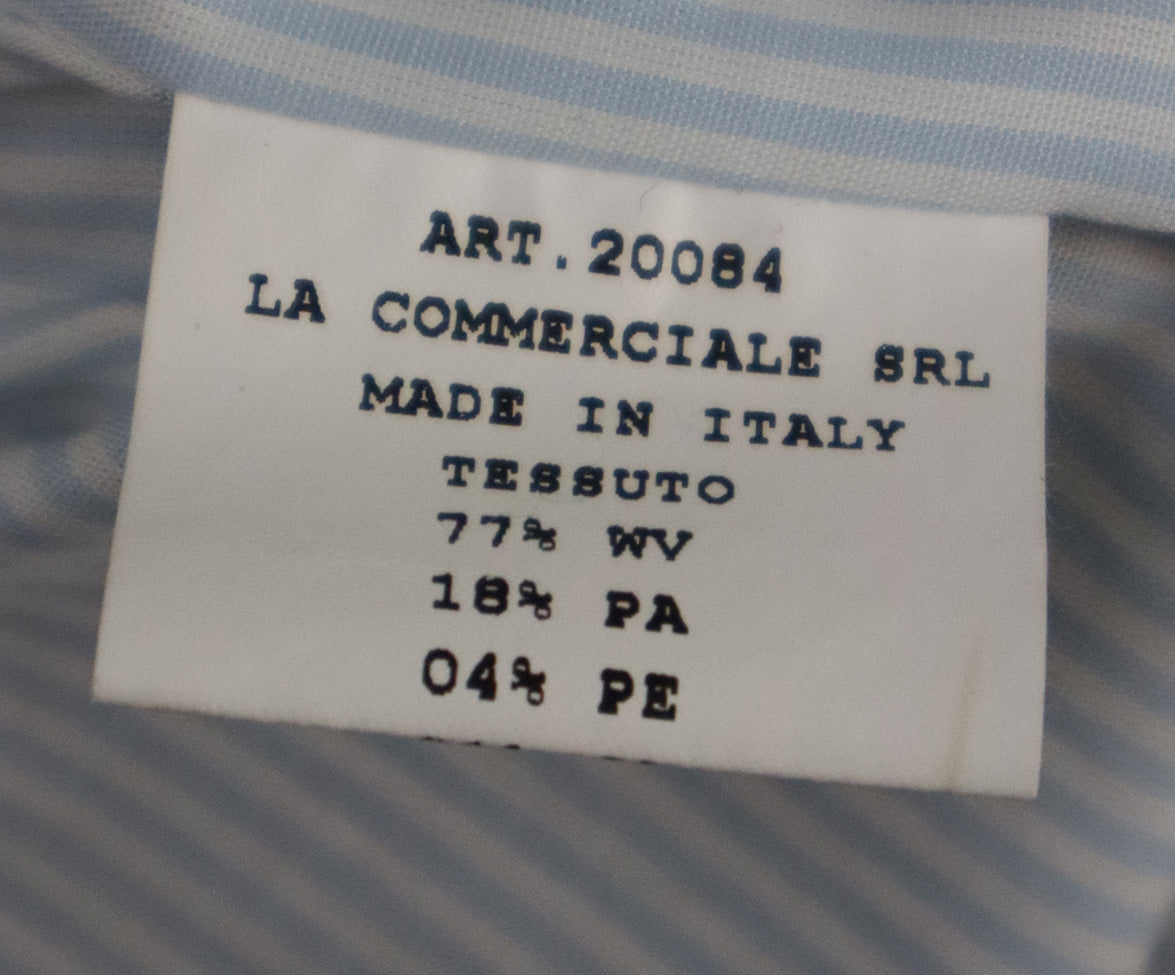 ART.20084
LA COMMERCIALE SRL
MADE IN ITALY
TESSUTO
77% WV
18% PA
04% PE